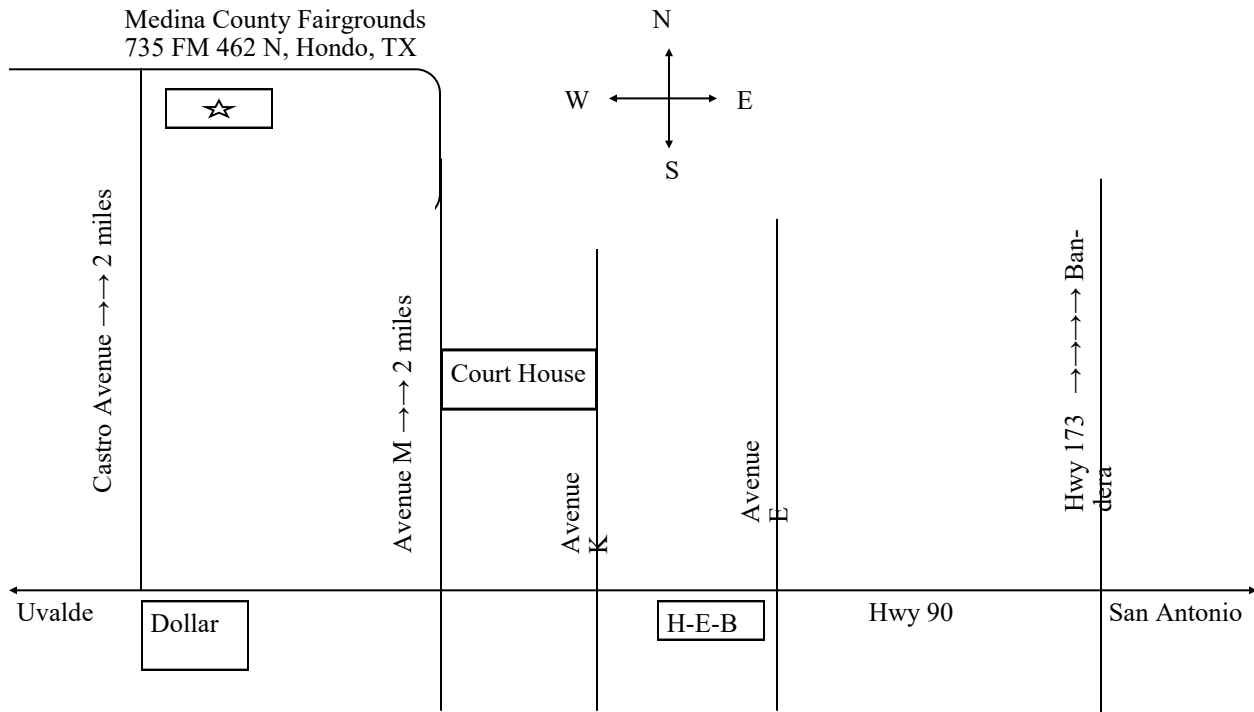 Medina County Fairgrounds
735 FM 462 N, Hondo, TX
N
W
E
S
Castro Avenue →→ 2 miles
Avenue M →→ 2 miles
Court House
Avenue
K
Avenue
E
Hwy 173 →→→→→ Ban-
dera
Uvalde
Dollar
H-E-B
Hwy 90
San Antonio